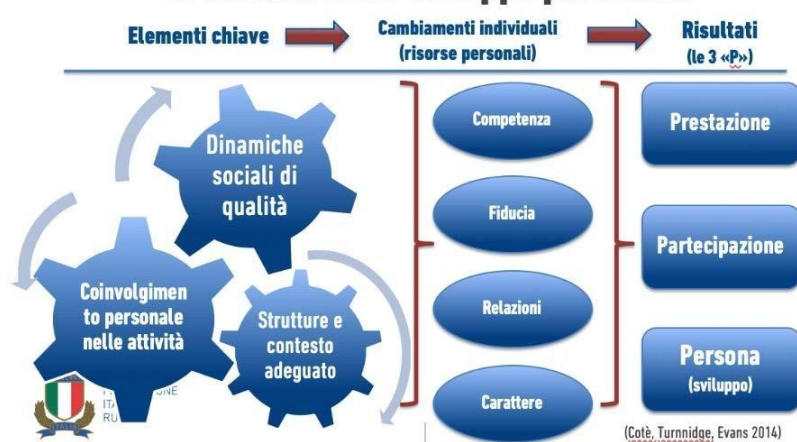 Elementi chiave
Cambiamenti individuali
(risorse personali)
Risultati
(le 3 «P»)
Dinamiche
sociali di
qualità
Coinvolgimen
to personale
nelle attività
Strutture e
contesto
adeguato
Competenza
Fiducia
Relazioni
Carattere
Prestazione
Partecipazione
Persona
(sviluppo)
ITALIA
(Cotè, Turnnidge, Evans 2014)